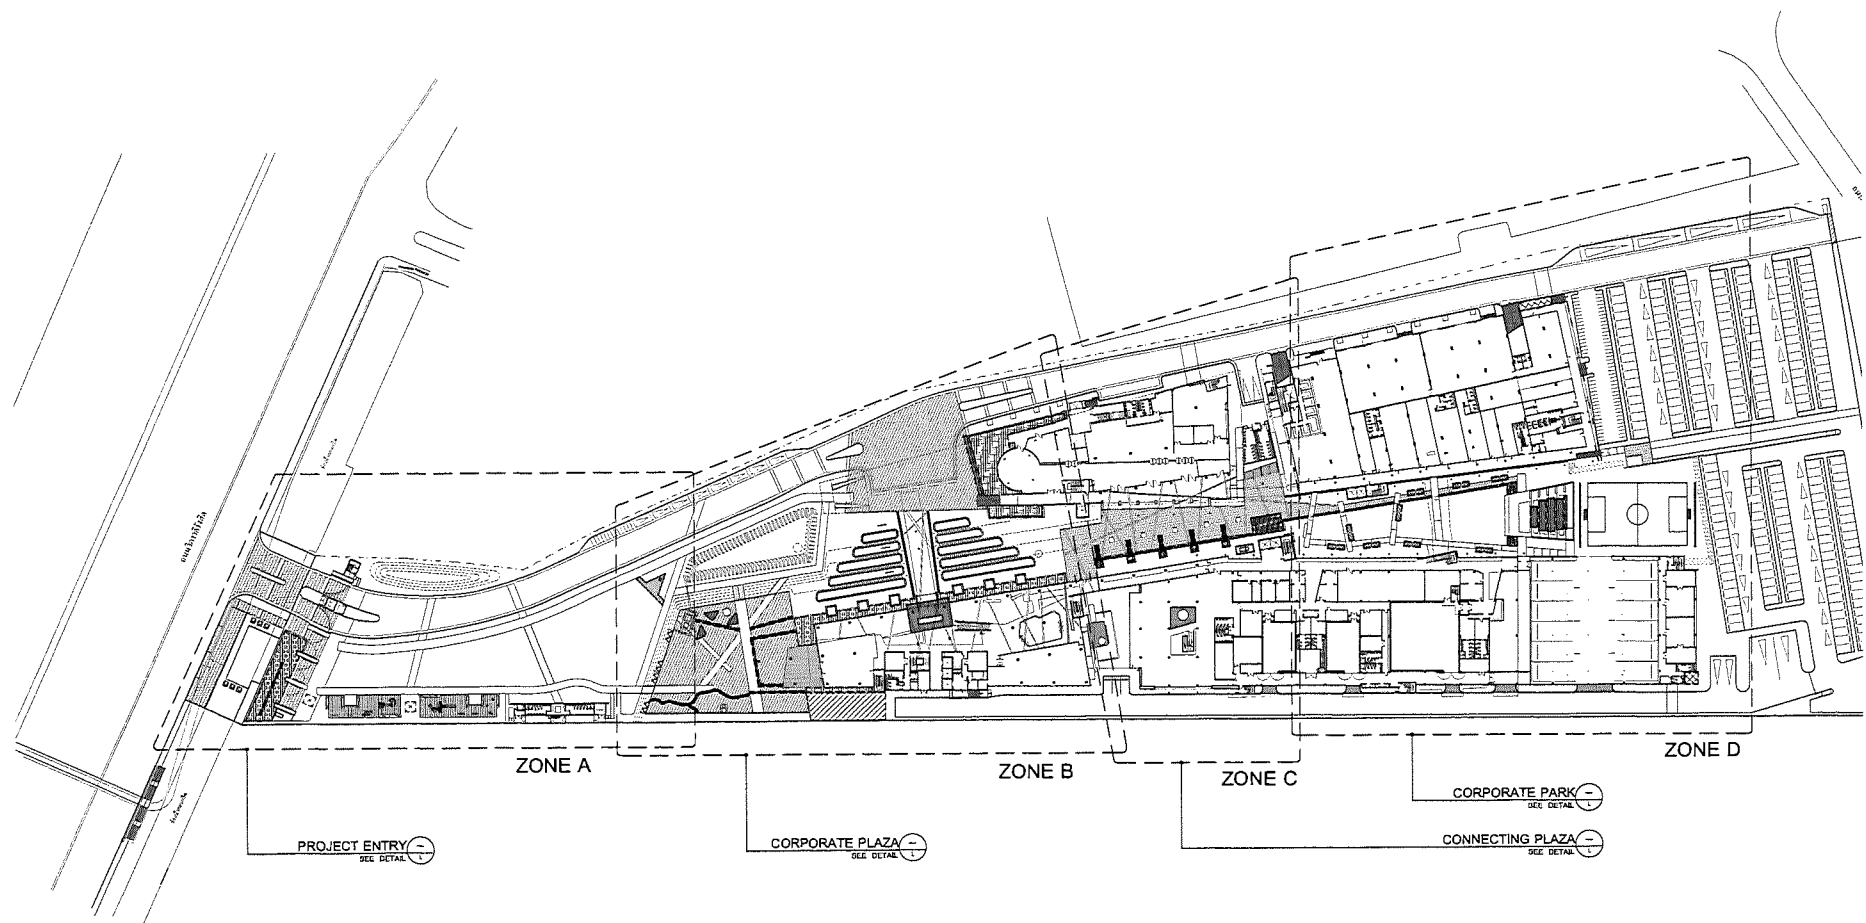 ZONE A
ZONE B
ZONE C
ZONE D
PROJECT ENTRY
SEE DETAIL
CORPORATE PLAZA
SEE DETAIL
CORPORATE PARK
SEE DETAIL
CONNECTING PLAZA
SEE DETAIL